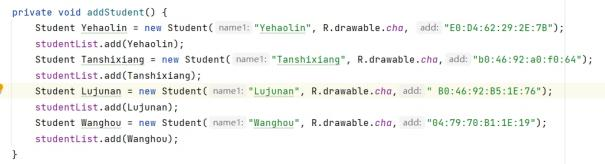 private void addStudent() {
Student Yehaolin = new Student( name1: "Yehaolin", R.drawable.cha, add: "E0:D4:62:29:2E:7B");
studentList.add(Yehaolin);
Student Tanshixiang = new Student( name1: "Tanshixiang", R.drawable.cha, add: "b0:46:92:a0:f0:64");
studentList.add(Tanshixiang);
Student Lujunan = new Student( name1: "Lujunan", R.drawable.cha, add: " B0:46:92:B5:1E:76");
studentList.add(Lujunan);
Student Wanghou = new Student( name1: "Wanghou", R.drawable.cha, add: "04:79:70:B1:1E:19");
studentList.add(Wanghou);
}